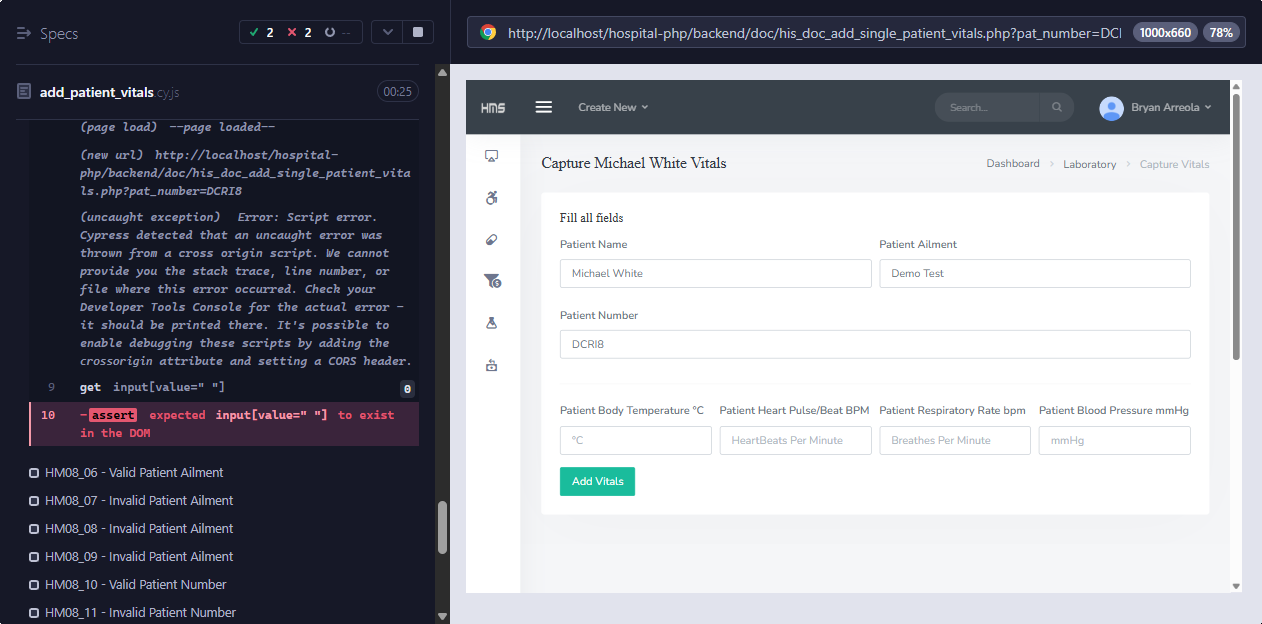 Specs
2
2
--
add_patient_vitals.cy.js
00:25
(page load) --page loaded--
(new url) http://localhost/hospital-
php/backend/doc/his_doc_add_single_patient_vita
ls.php?pat_number=DCRI8
(uncaught exception) Error: Script error.
Cypress detected that an uncaught error was
thrown from a cross origin script. We cannot
provide you the stack trace, line number, or
file where this error occurred. Check your
Developer Tools Console for the actual error -
it should be printed there. It's possible to
enable debugging these scripts by adding the
crossorigin attribute and setting a CORS header.
9 get input[value=" "] 0
10 -assert expected input[value=" "] to exist
in the DOM
HM08_06 - Valid Patient Ailment
HM08_07 - Invalid Patient Ailment
HM08_08 - Invalid Patient Ailment
HM08_09 - Invalid Patient Ailment
HM08_10 - Valid Patient Number
HM08_11 - Invalid Patient Number
http://localhost/hospital-php/backend/doc/his_doc_add_single_patient_vitals.php?pat_number=DCI
1000x660
78%
HMS
Create New
Search...
Bryan Arreola
Capture Michael White Vitals
Dashboard > Laboratory > Capture Vitals
Fill all fields
Patient Name
Patient Ailment
Michael White
Demo Test
Patient Number
DCRI8
Patient Body Temperature °C
Patient Heart Pulse/Beat BPM
Patient Respiratory Rate bpm
Patient Blood Pressure mmHg
°C
HeartBeats Per Minute
Breathes Per Minute
mmHg
Add Vitals